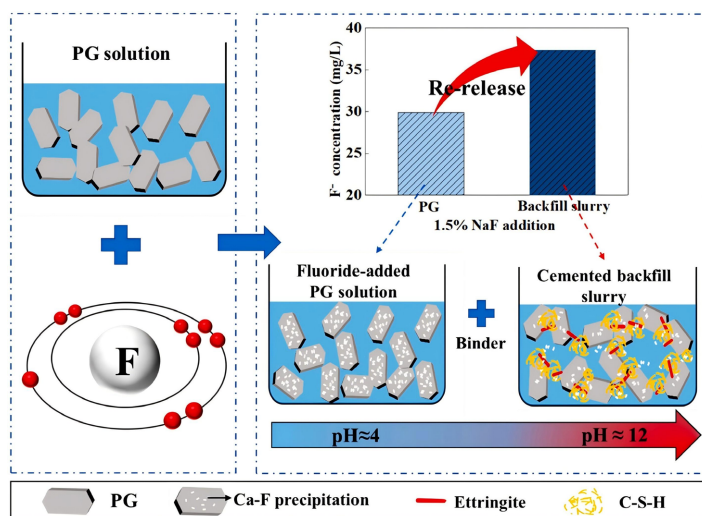 PG solution
F
F⁻ concentration (mg/L)
40
35
30
25
20
Re-release
PG
Backfill slurry
1.5% NaF addition
Fluoride-added
PG solution
Binder
Cemented backfill
slurry
pH≈4
pH ≈ 12
PG
Ca-F precipitation
Ettringite
C-S-H